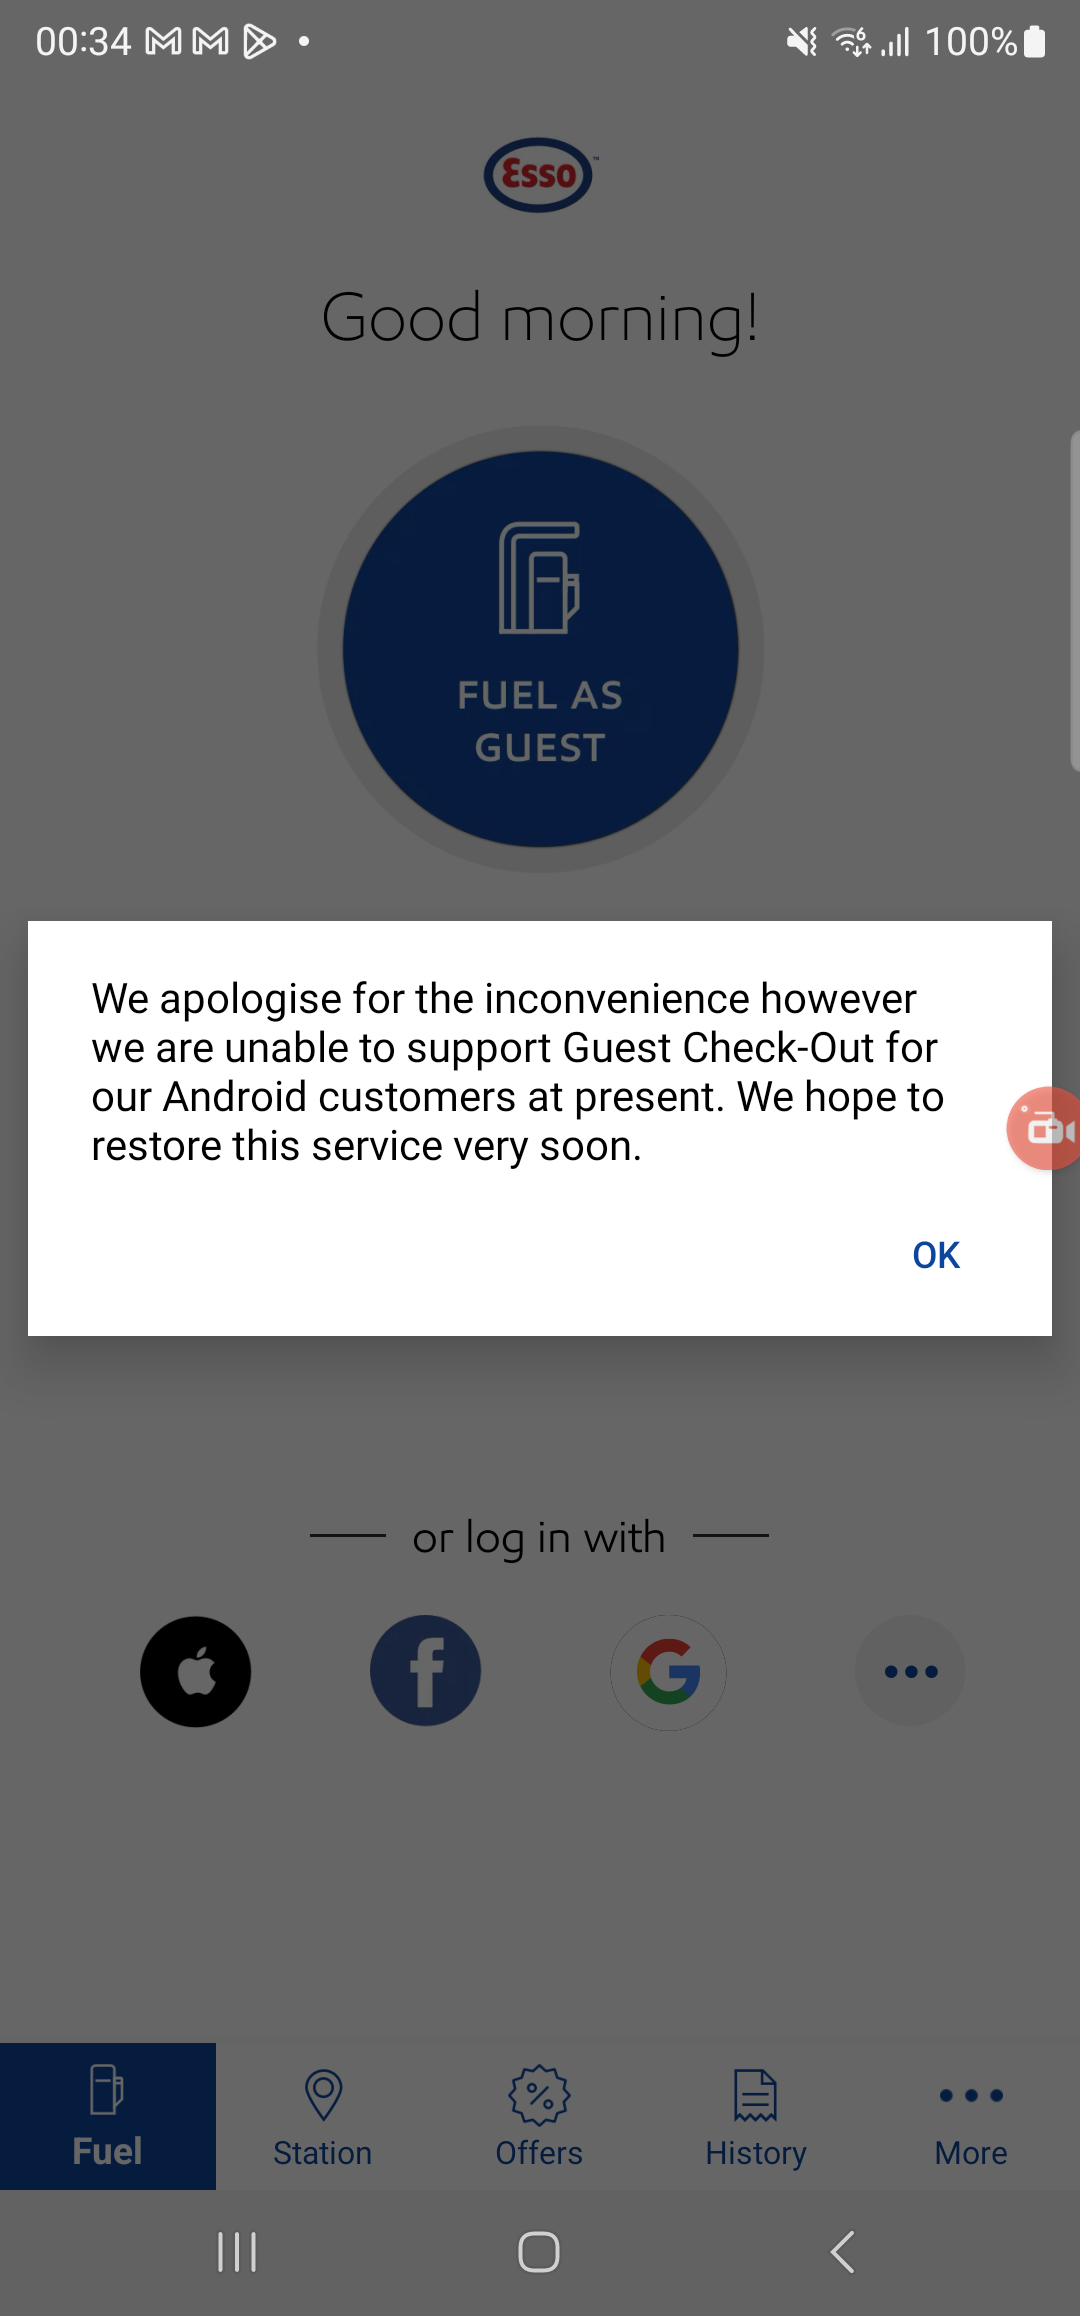 00:34
100%
Esso
Good morning!
FUEL AS
GUEST
We apologise for the inconvenience however
we are unable to support Guest Check-Out for
our Android customers at present. We hope to
restore this service very soon.
OK
or log in with
Fuel
Station
Offers
History
More